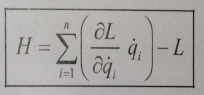 H = \sum_{i=1}^{n} \left( \frac{\partial L}{\partial \dot{q}_i} \dot{q}_i \right) - L